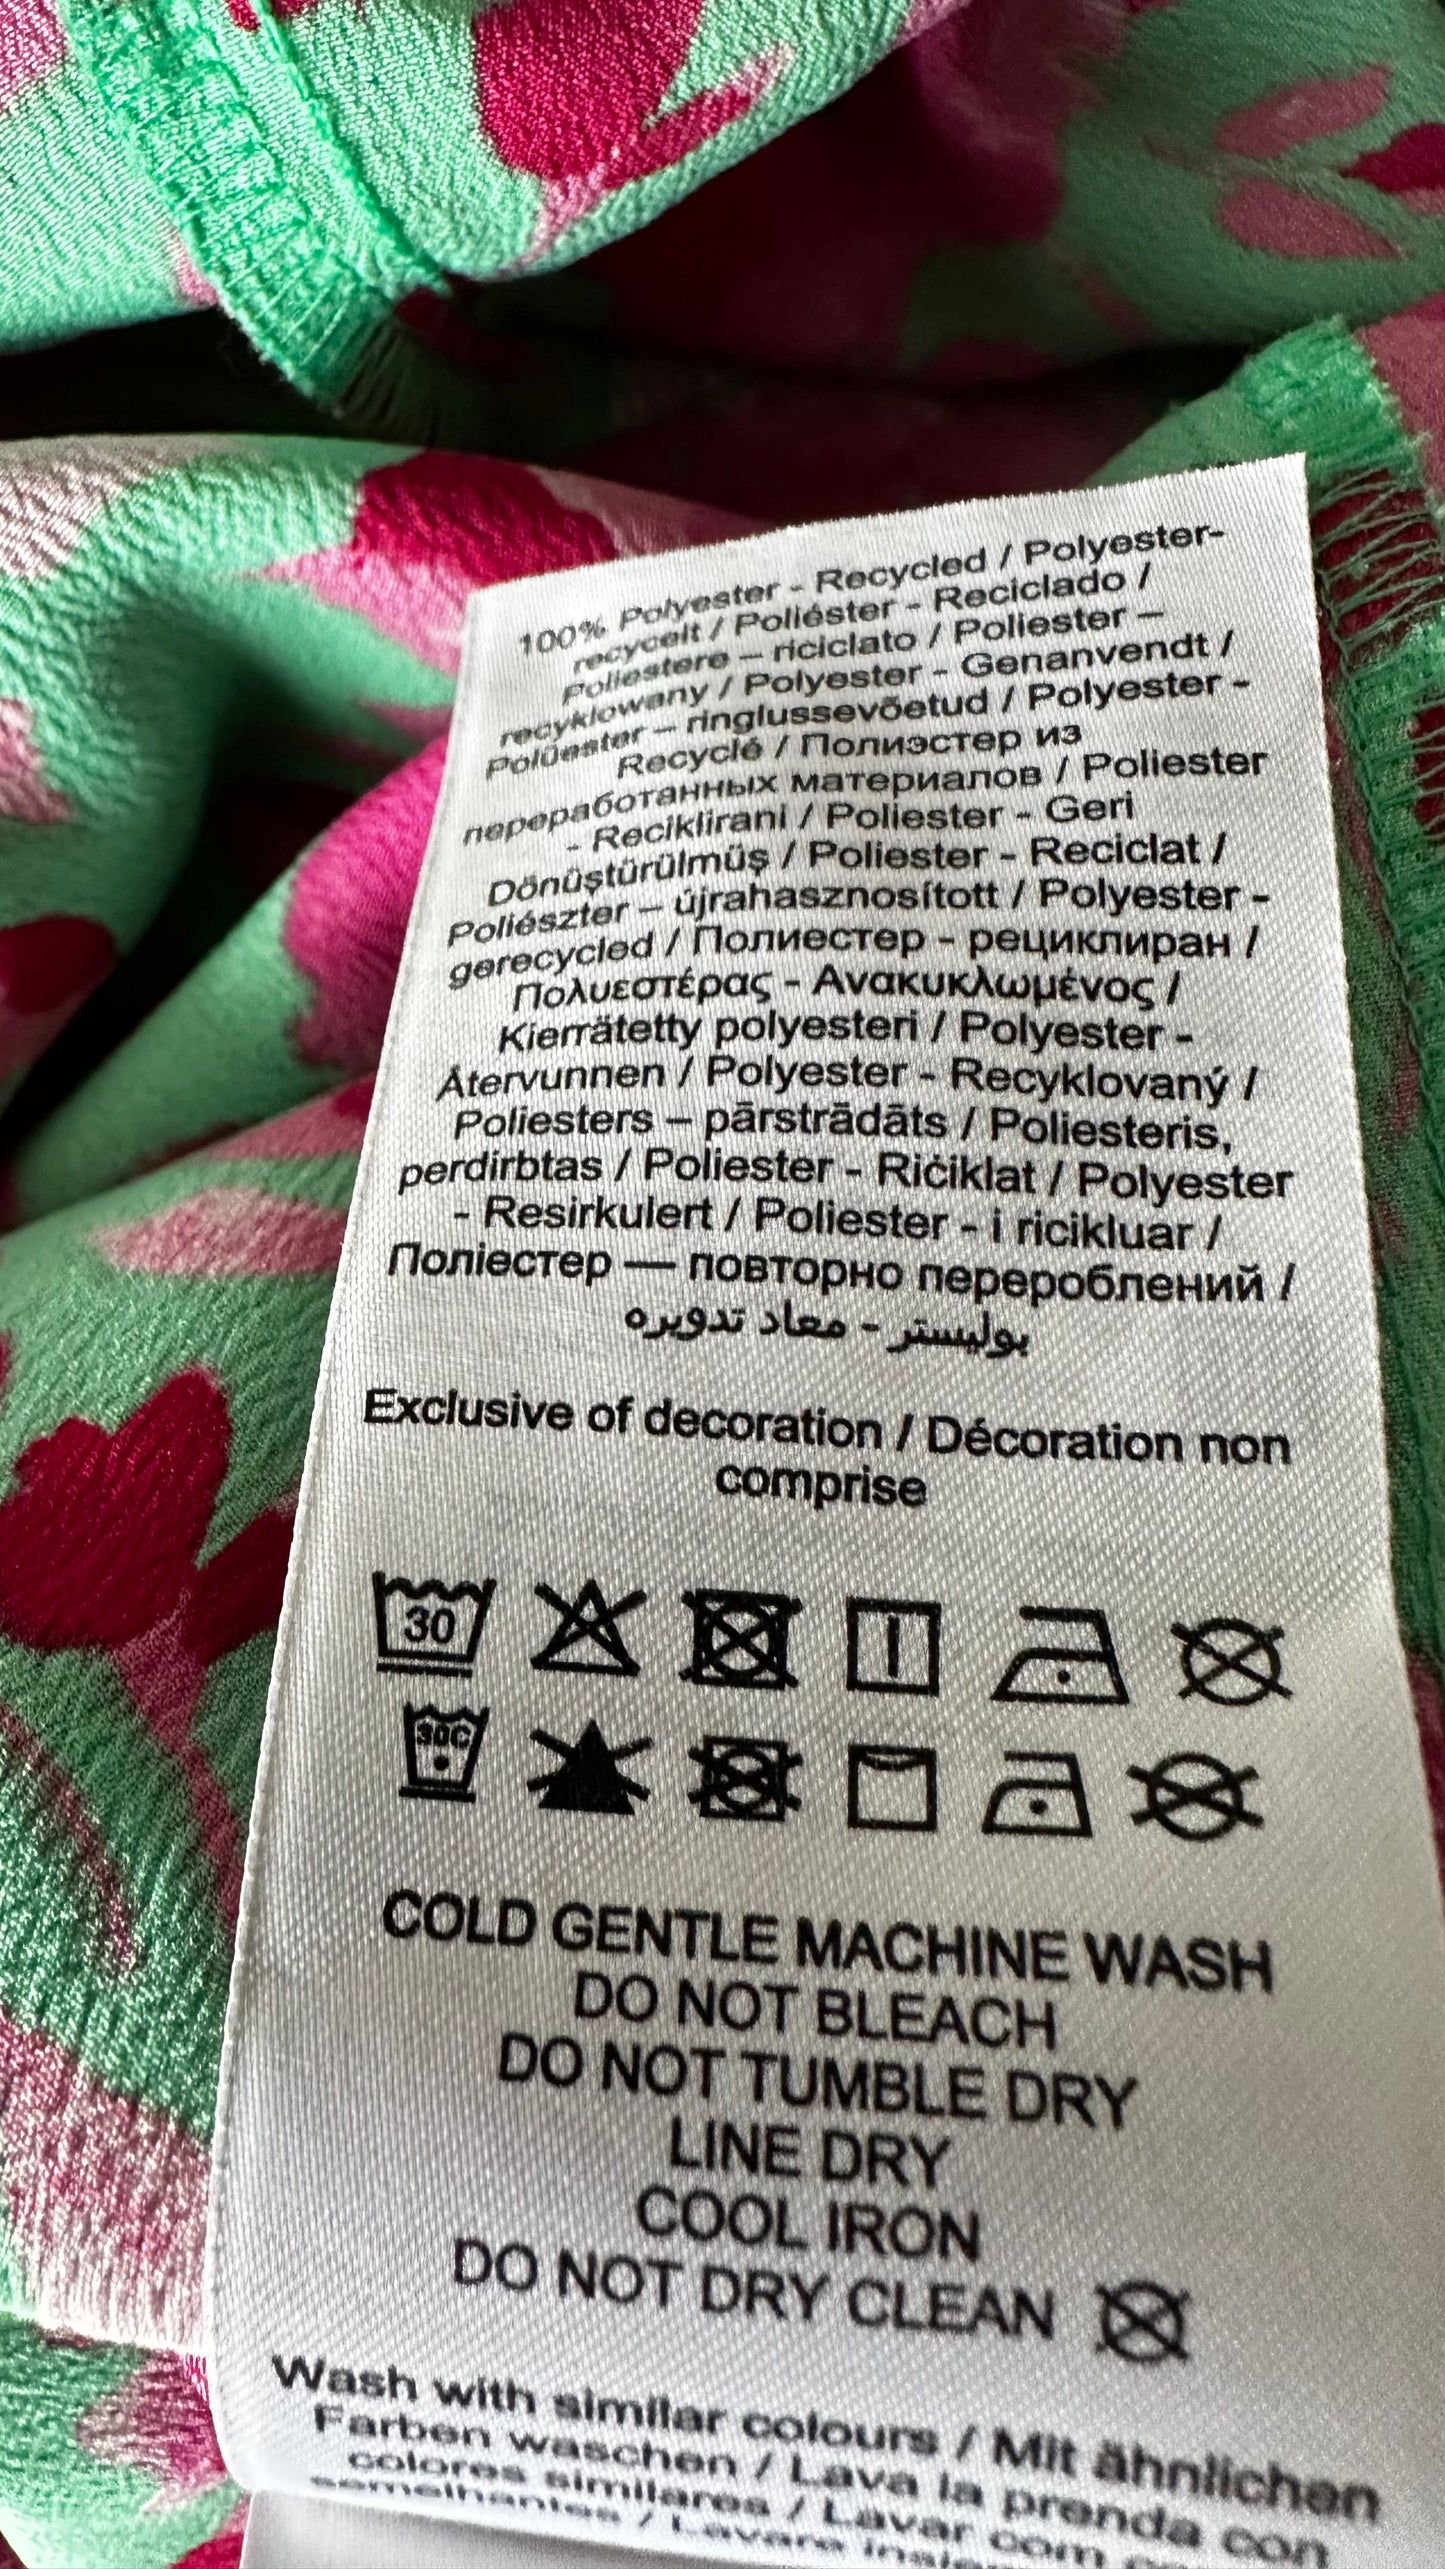 100% Polyester - Recycled / Polyester-
recycelt / Poliéster - Reciclado /
Poliestere – riciclato / Poliester –
recyklowany / Polyester - Genanvendt /
Polüester – ringlussevõetud / Polyester -
Recyclé / Полиэстер из
переработанных материалов / Poliester
- Reciklirani / Poliester - Geri
Dönüştürülmüş / Poliester - Reciclat /
Poliészter – újrahasznosított / Polyester -
gerecycled / Полиестер - рециклиран /
Πολυεστέρας - Ανακυκλωμένος /
Kierrätetty polyesteri / Polyester -
Återvunnen / Polyester - Recyklovaný /
Poliesters – pārstrādāts / Poliesteris,
perdirbtas / Poliester - Riċiklat / Polyester
- Resirkulert / Poliester - i ricikluar /
Поліестер — повторно перероблений /
بوليستر - معاد تدويره
Exclusive of decoration / Décoration non
comprise
30
30C
COLD GENTLE MACHINE WASH
DO NOT BLEACH
DO NOT TUMBLE DRY
LINE DRY
COOL IRON
DO NOT DRY CLEAN
Wash with similar colours / Mit ähnlichen
Farben waschen / Lava la prenda con
colores similares / Lavar com
semelhantes / Lavare